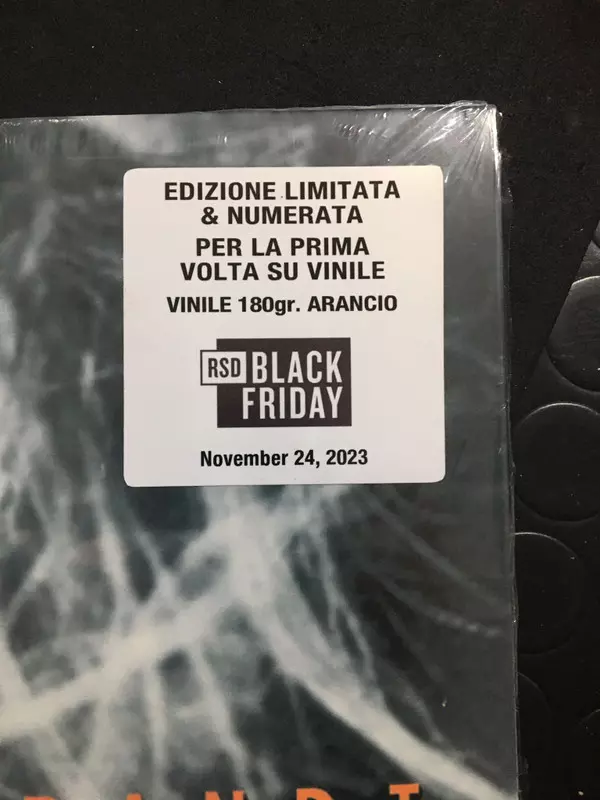 EDIZIONE LIMITATA
& NUMERATA
PER LA PRIMA
VOLTA SU VINILE
VINILE 180gr. ARANCIO
RSD BLACK
FRIDAY
November 24, 2023